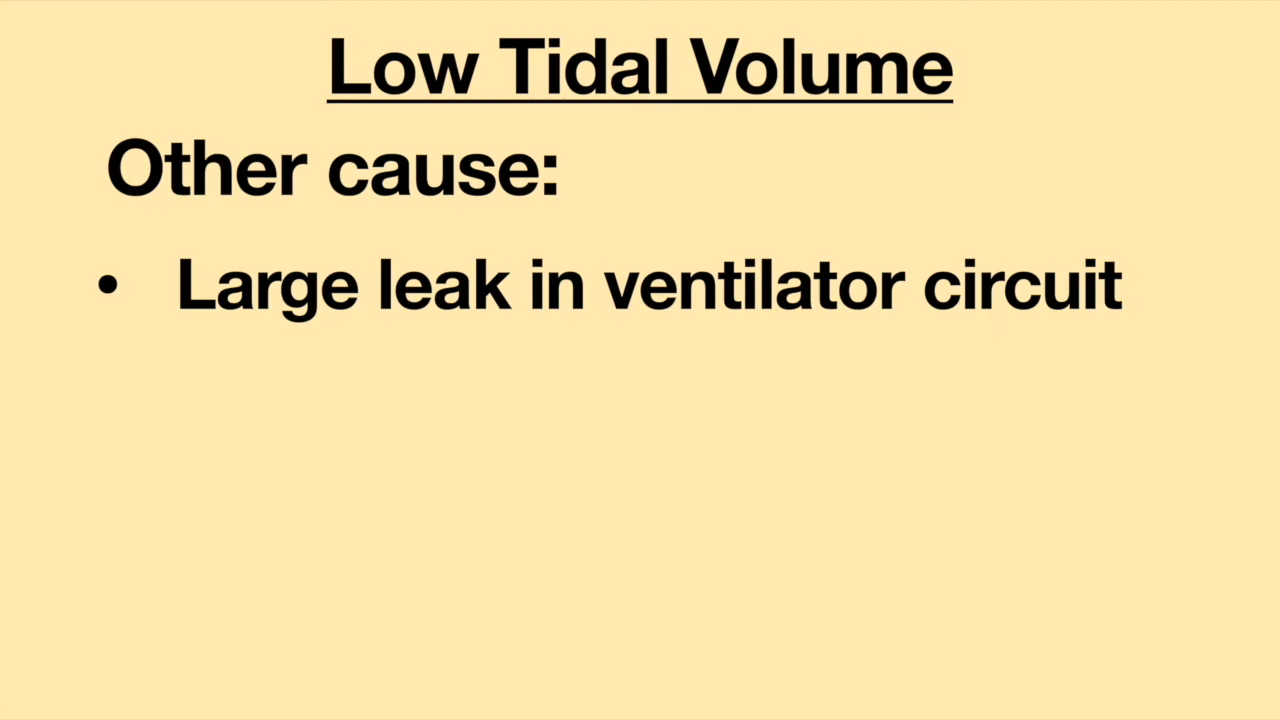 Low Tidal Volume
Other cause:
• Large leak in ventilator circuit